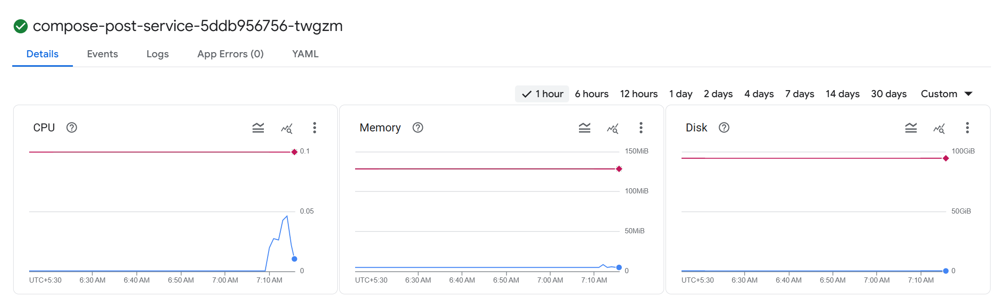 compose-post-service-5ddb956756-twgzm
Details Events Logs App Errors (0) YAML
1 hour 6 hours 12 hours 1 day 2 days 4 days 7 days 14 days 30 days Custom
CPU
0.1
0.05
0
UTC+5:30 6:30 AM 6:40 AM 6:50 AM 7:00 AM 7:10 AM
Memory
150MiB
100MiB
50MiB
0
UTC+5:30 6:30 AM 6:40 AM 6:50 AM 7:00 AM 7:10 AM
Disk
100GiB
50GiB
0
UTC+5:30 6:30 AM 6:40 AM 6:50 AM 7:00 AM 7:10 AM